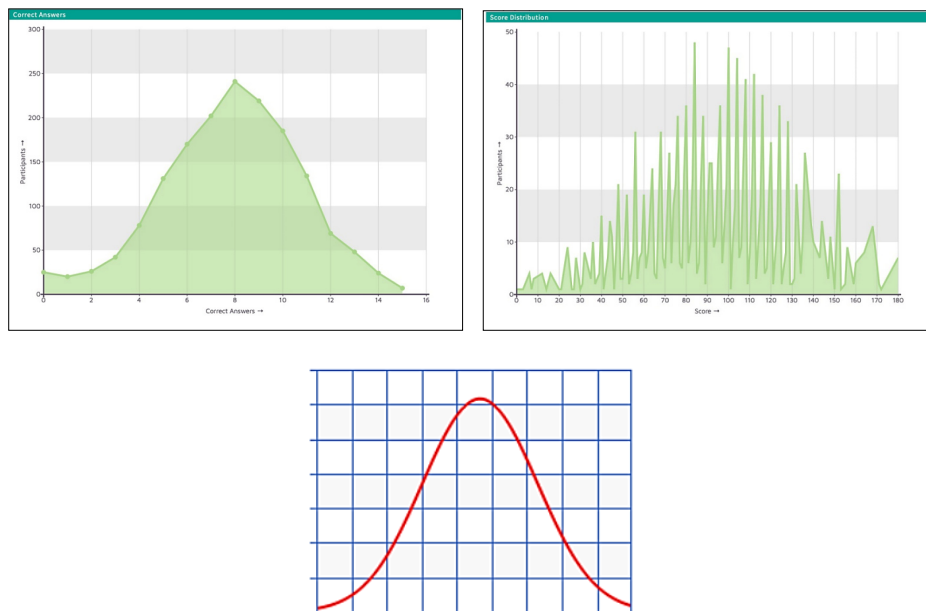 Correct Answers
300
250
200
150
100
50
0
Participants →
0 2 4 6 8 10 12 14 16
Correct Answers →
Score Distribution
50
40
30
20
10
0
Participants →
0 10 20 30 40 50 60 70 80 90 100 110 120 130 140 150 160 170 180
Score →